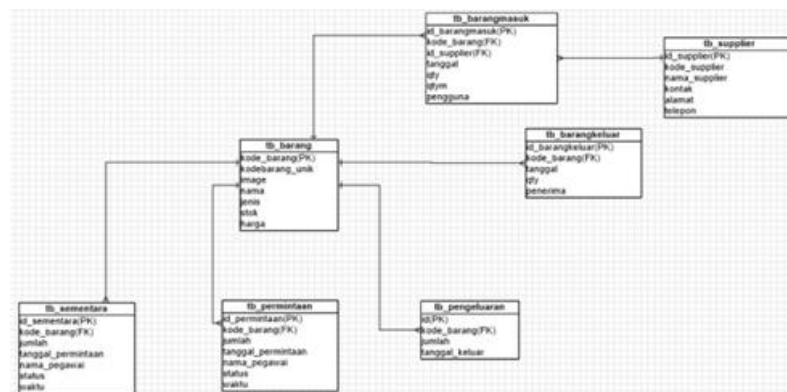 tb_barangmasuk
id_barangmasuk(PK)
kode_barang(FK)
id_supplier(FK)
tanggal
qty
qtym
pengguna
tb_supplier
id_supplier(PK)
kode_supplier
nama_supplier
kontak
alamat
telepon
tb_barang
kode_barang(PK)
kodebarang_unik
image
nama
jenis
stok
harga
tb_barangkeluar
id_barangkeluar(PK)
kode_barang(FK)
tanggal
qty
penerima
tb_sementara
id_sementara(PK)
kode_barang(FK)
jumlah
tanggal_permintaan
nama_pegawai
status
waktu
tb_permintaan
id_permintaan(PK)
kode_barang(FK)
jumlah
tanggal_permintaan
nama_pegawai
status
waktu
tb_pengeluaran
id(PK)
kode_barang(FK)
jumlah
tanggal_keluar